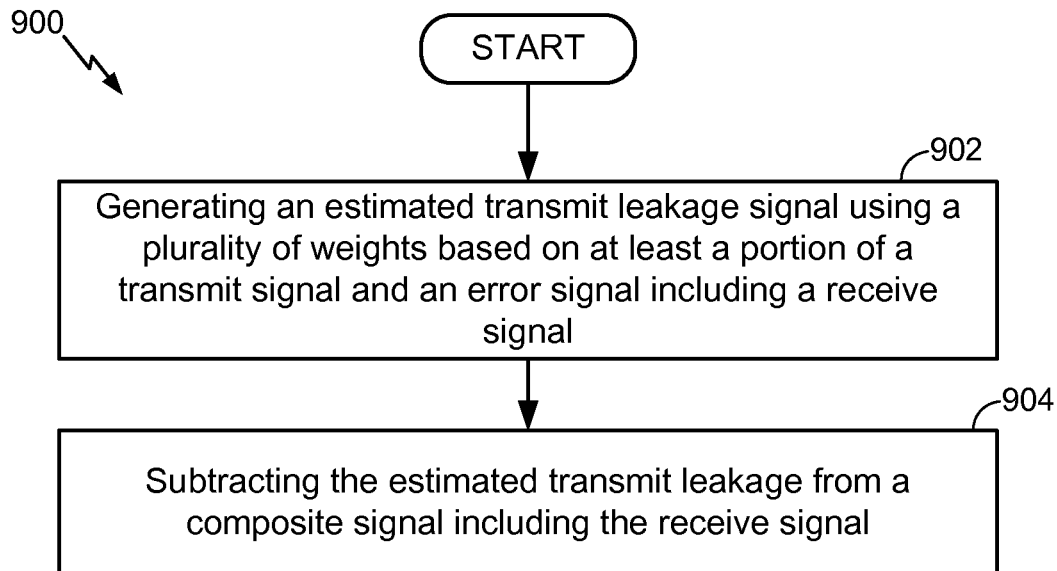 900
START
902
Generating an estimated transmit leakage signal using a
plurality of weights based on at least a portion of a
transmit signal and an error signal including a receive
signal
904
Subtracting the estimated transmit leakage from a
composite signal including the receive signal